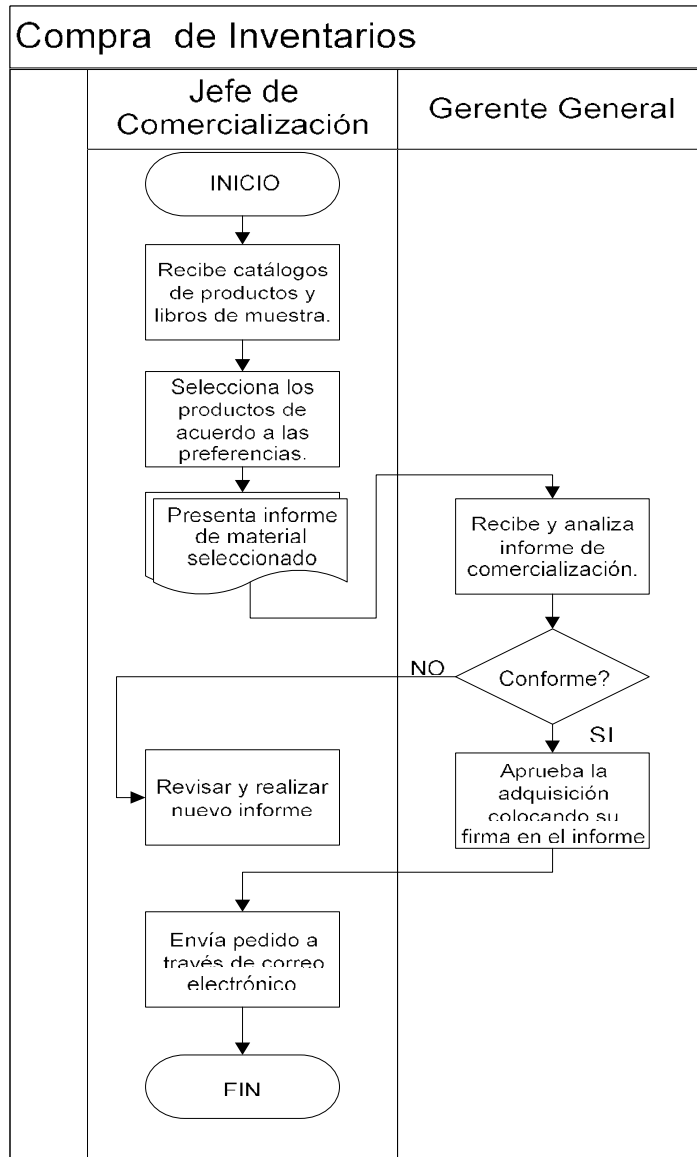 Compra de Inventarios
Jefe de
Comercialización
Gerente General
INICIO
Recibe catálogos
de productos y
libros de muestra.
Selecciona los
productos de
acuerdo a las
preferencias.
Presenta informe
de material
seleccionado
Recibe y analiza
informe de
comercialización.
Conforme?
NO
SI
Revisar y realizar
nuevo informe
Aprueba la
adquisición
colocando su
firma en el informe
Envía pedido a
través de correo
electrónico
FIN